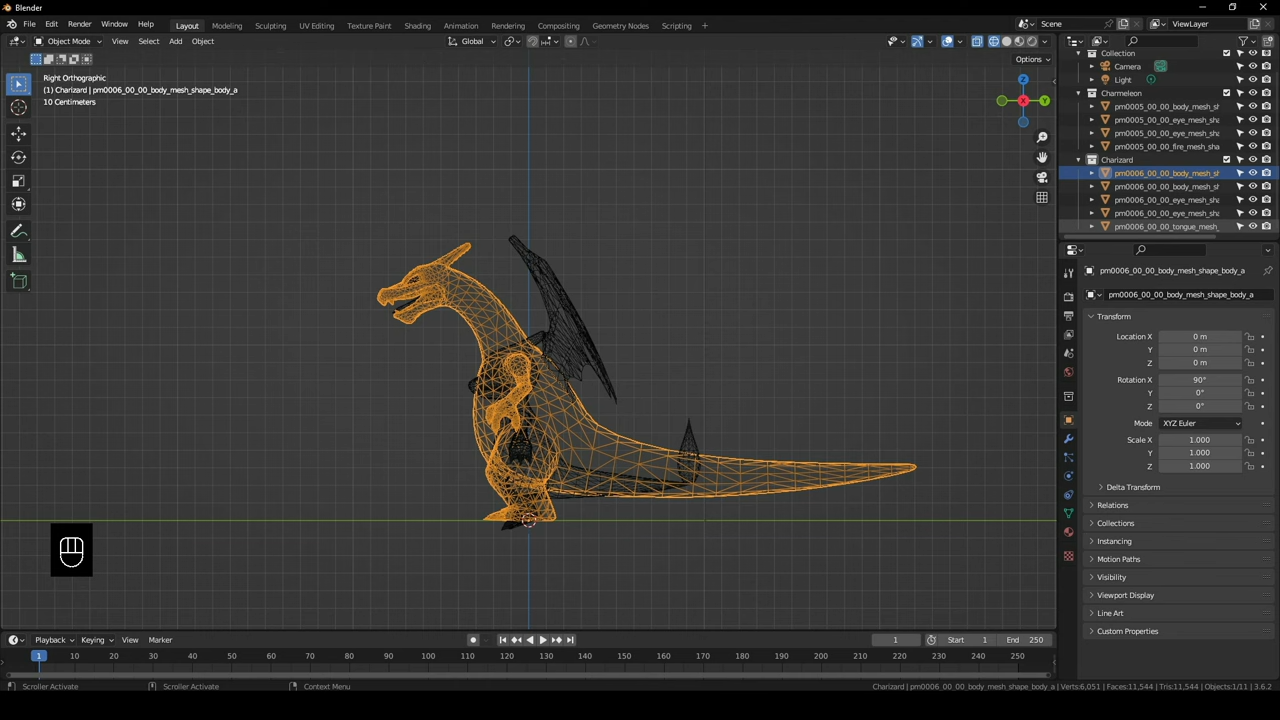 Blender
File Edit Render Window Help Layout Modeling Sculpting UV Editing Texture Paint Shading Animation Rendering Compositing Geometry Nodes Scripting + Scene ViewLayer
Object Mode View Select Add Object Global
Options
Right Orthographic
(1) Charizard | pm0006_00_00_body_mesh_shape_body_a
10 Centimeters
Z
X
Y
Collection
Camera
Light
Charmeleon
pm0005_00_00_body_mesh_sh
pm0005_00_00_eye_mesh_sha
pm0005_00_00_eye_mesh_sha
pm0005_00_00_fire_mesh_sha
Charizard
pm0006_00_00_body_mesh_sh
pm0006_00_00_body_mesh_sh
pm0006_00_00_eye_mesh_sha
pm0006_00_00_eye_mesh_sha
pm0006_00_00_tongue_mesh_
pm0006_00_00_body_mesh_shape_body_a
pm0006_00_00_body_mesh_shape_body_a
Transform
Location X 0 m
Y 0 m
Z 0 m
Rotation X 90°
Y 0°
Z 0°
Mode XYZ Euler
Scale X 1.000
Y 1.000
Z 1.000
Delta Transform
Relations
Collections
Instancing
Motion Paths
Visibility
Viewport Display
Line Art
Custom Properties
Playback Keying View Marker 1 Start 1 End 250
1 10 20 30 40 50 60 70 80 90 100 110 120 130 140 150 160 170 180 190 200 210 220 230 240 250
Scroller Activate Scroller Activate Context Menu Charizard | pm0006_00_00_body_mesh_shape_body_a | Verts:6,051 | Faces:11,544 | Tris:11,544 | Objects:1/11 | 3.6.2